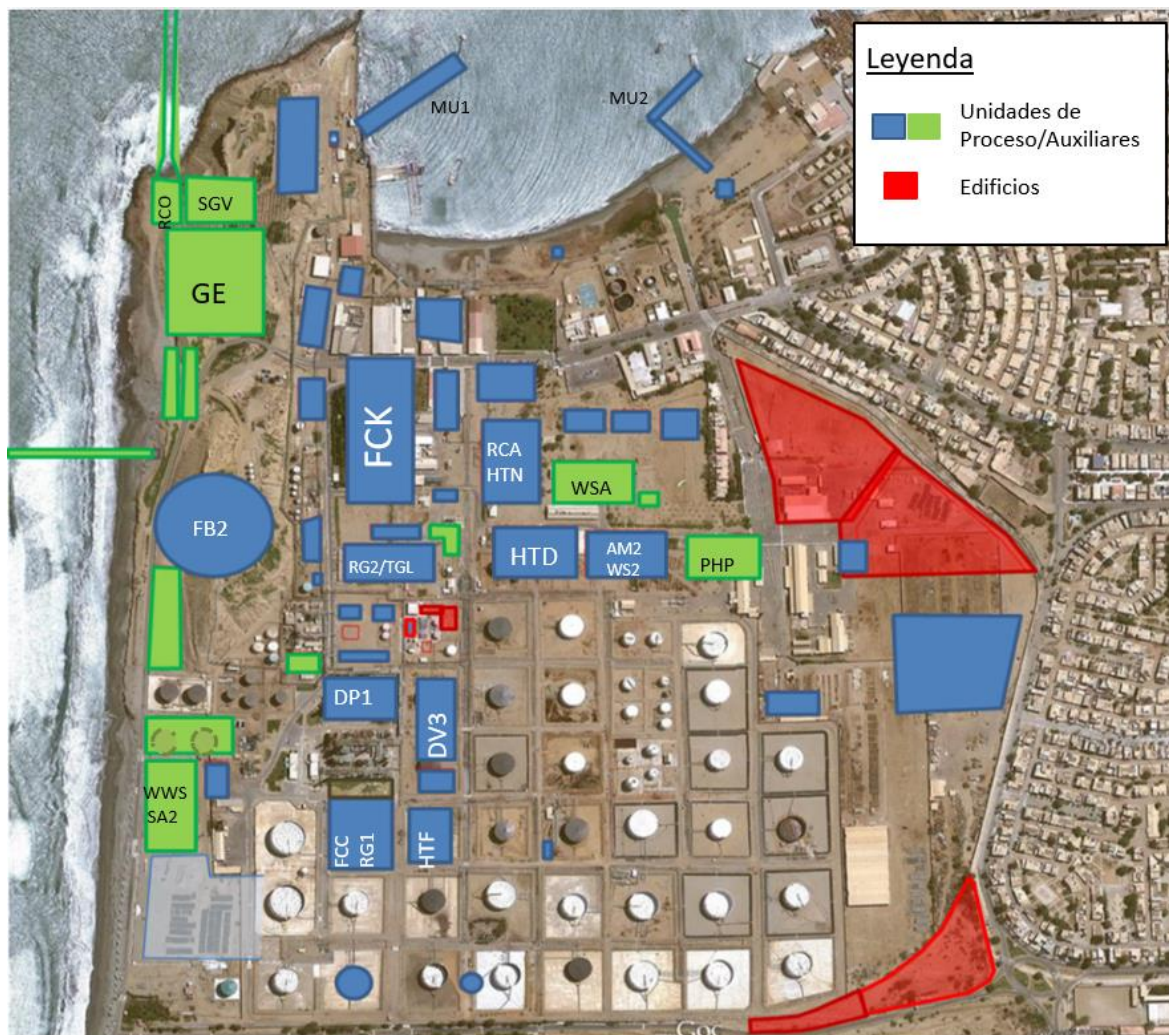 MU1
MU2
Leyenda
Unidades de
Proceso/Auxiliares
Edificios
RCO
SGV
GE
FCK
RCA
HTN
WSA
FB2
RG2/TGL
HTD
AM2
WS2
PHP
DP1
DV3
WWS
SA2
FCC
RG1
HTF
Goo